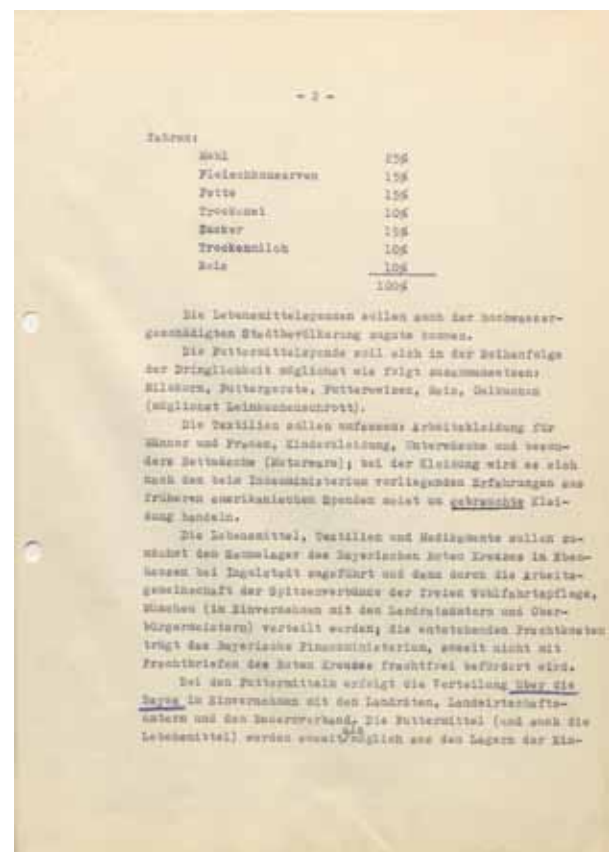 - 2 -
fahren:
Mehl 25%
Fleischkonserven 15%
Fette 15%
Trockenei 10%
Zucker 15%
Trockenmilch 10%
Reis 10%
100%
Die Lebensmittelspenden sollen auch der hochwasser-
geschädigten Stadtbevölkerung zugute kommen.
Die Futtermittelspende soll sich in der Reihenfolge
der Dringlichkeit möglichst wie folgt zusammensetzen:
Milokorn, Futtergerste, Futterweizen, Mais, Oelkuchen
(möglichst Leinkuchenschrott).
Die Textilien sollen umfassen: Arbeitskleidung für
Männer und Frauen, Kinderkleidung, Unterwäsche und beson-
ders Bettwäsche (Meterware); bei der Kleidung wird es sich
nach den beim Innenministerium vorliegenden Erfahrungen aus
früheren amerikanischen Spenden meist um gebrauchte Klei-
dung handeln.
Die Lebensmittel, Textilien und Medikamente sollen zu-
nächst dem Sammellager des Bayerischen Roten Kreuzes in Eben-
hausen bei Ingolstadt zugeführt und dann durch die Arbeits-
gemeinschaft der Spitzenverbände der freien Wohlfahrtspflege,
München (im Einvernehmen mit den Landratsämtern und Ober-
bürgermeistern) verteilt werden; die entstehenden Frachtkosten
trägt das Bayerische Finanzministerium, soweit nicht mit
Frachtbriefen des Roten Kreuzes frachtfrei befördert wird.
Bei den Futtermitteln erfolgt die Verteilung über die
Baywa in Einvernehmen mit den Landräten, Landwirtschafts-
ämtern und dem Bauernverband. Die Futtermittel (und auch die
Lebensmittel) werden soweit als möglich aus den Lagern der Ein-